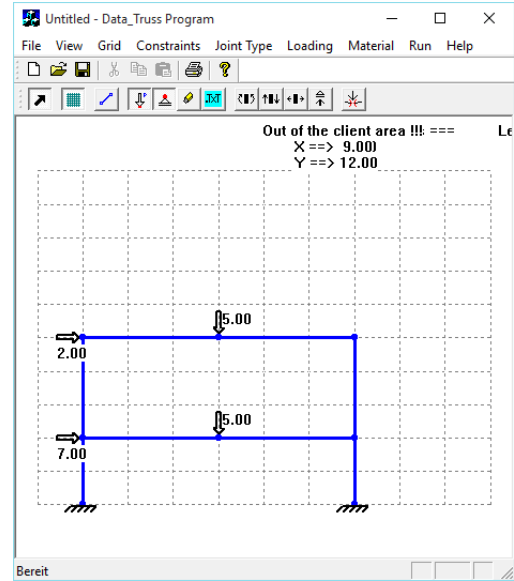 Untitled - Data_Truss Program
File View Grid Constraints Joint Type Loading Material Run Help
.TXT
Out of the client area !!! === Le
X ==> 9.00)
Y ==> 12.00
5.00
2.00
5.00
7.00
Bereit